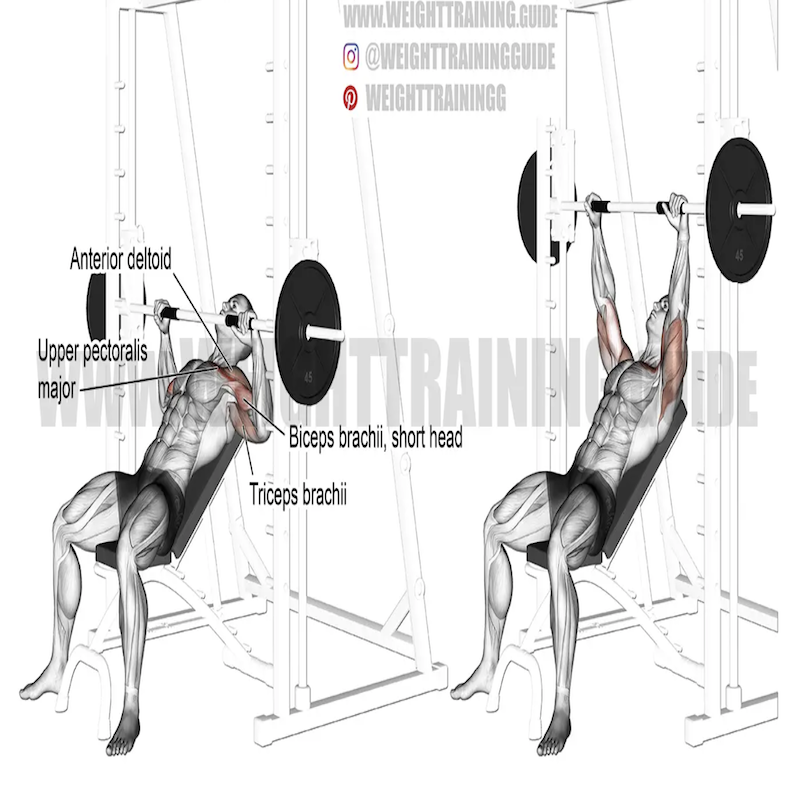 www.WEIGHTTRAINING.GUIDE
@WEIGHTTRAININGGUIDE
WEIGHTTRAININGG
Anterior deltoid
Upper pectoralis
major
WWW.WEIGHTTRAINING.GUIDE
Biceps brachii, short head
Triceps brachii
45
45